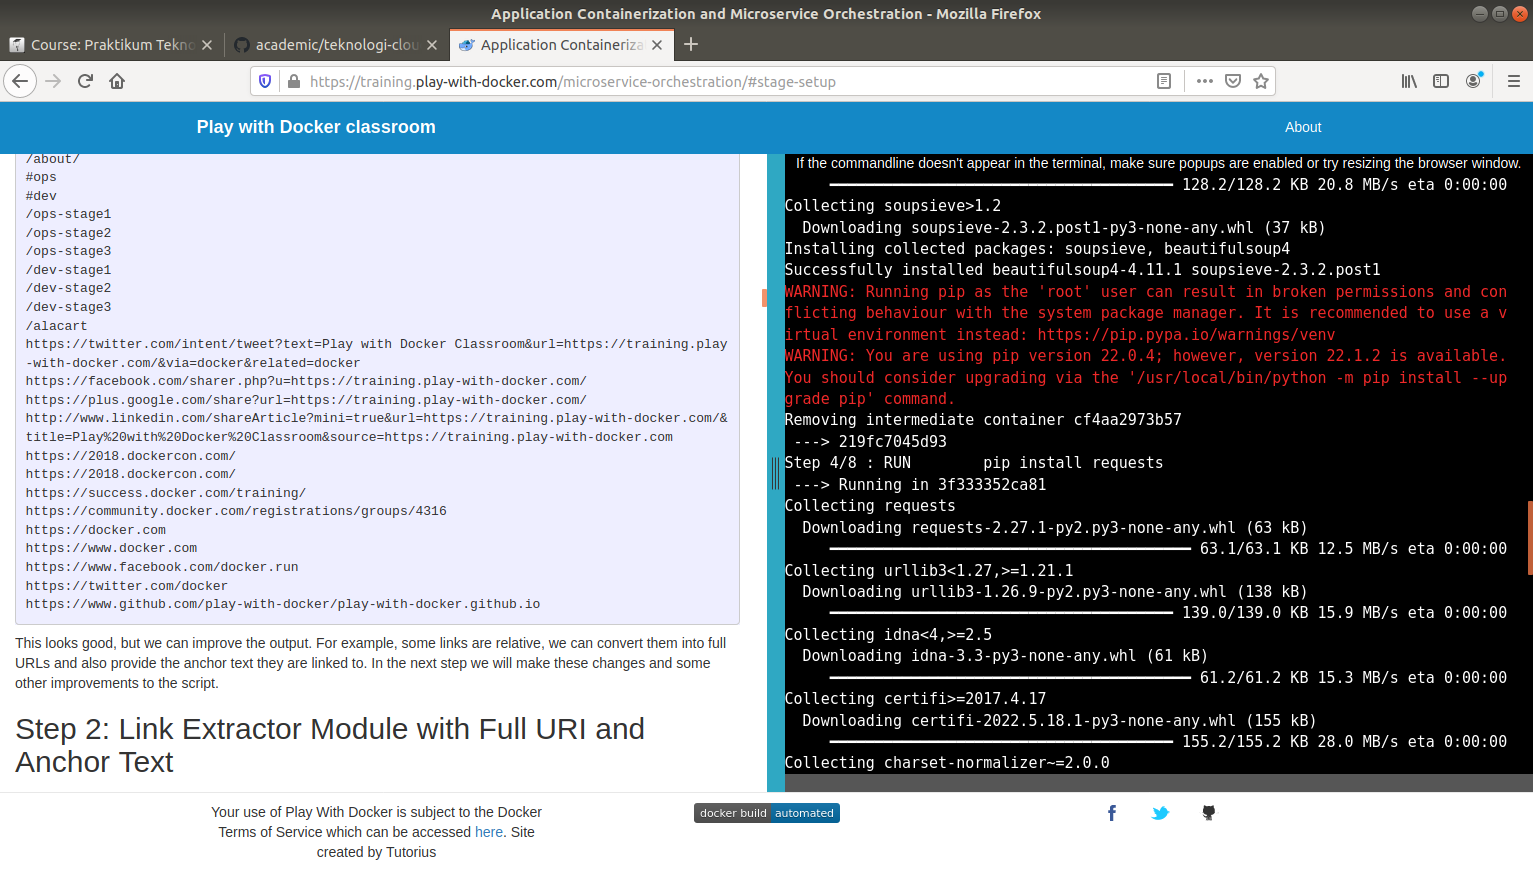 Application Containerization and Microservice Orchestration - Mozilla Firefox
Course: Praktikum Tekno
academic/teknologi-clou
Application Containeriza
https://training.play-with-docker.com/microservice-orchestration/#stage-setup
Play with Docker classroom
About
/about/
#ops
#dev
/ops-stage1
/ops-stage2
/ops-stage3
/dev-stage1
/dev-stage2
/dev-stage3
/alacart
https://twitter.com/intent/tweet?text=Play with Docker Classroom&url=https://training.play
-with-docker.com/&via=docker&related=docker
https://facebook.com/sharer.php?u=https://training.play-with-docker.com/
https://plus.google.com/share?url=https://training.play-with-docker.com/
http://www.linkedin.com/shareArticle?mini=true&url=https://training.play-with-docker.com/&
title=Play%20with%20Docker%20Classroom&source=https://training.play-with-docker.com
https://2018.dockercon.com/
https://2018.dockercon.com/
https://success.docker.com/training/
https://community.docker.com/registrations/groups/4316
https://docker.com
https://www.docker.com
https://www.facebook.com/docker.run
https://twitter.com/docker
https://www.github.com/play-with-docker/play-with-docker.github.io
This looks good, but we can improve the output. For example, some links are relative, we can convert them into full
URLs and also provide the anchor text they are linked to. In the next step we will make these changes and some
other improvements to the script.
Step 2: Link Extractor Module with Full URI and
Anchor Text
If the commandline doesn't appear in the terminal, make sure popups are enabled or try resizing the browser window.
128.2/128.2 KB 20.8 MB/s eta 0:00:00
Collecting soupsieve>1.2
Downloading soupsieve-2.3.2.post1-py3-none-any.whl (37 kB)
Installing collected packages: soupsieve, beautifulsoup4
Successfully installed beautifulsoup4-4.11.1 soupsieve-2.3.2.post1
WARNING: Running pip as the 'root' user can result in broken permissions and con
flicting behaviour with the system package manager. It is recommended to use a v
irtual environment instead: https://pip.pypa.io/warnings/venv
WARNING: You are using pip version 22.0.4; however, version 22.1.2 is available.
You should consider upgrading via the '/usr/local/bin/python -m pip install --up
grade pip' command.
Removing intermediate container cf4aa2973b57
---> 219fc7045d93
Step 4/8 : RUN        pip install requests
---> Running in 3f333352ca81
Collecting requests
Downloading requests-2.27.1-py2.py3-none-any.whl (63 kB)
63.1/63.1 KB 12.5 MB/s eta 0:00:00
Collecting urllib3<1.27,>=1.21.1
Downloading urllib3-1.26.9-py2.py3-none-any.whl (138 kB)
139.0/139.0 KB 15.9 MB/s eta 0:00:00
Collecting idna<4,>=2.5
Downloading idna-3.3-py3-none-any.whl (61 kB)
61.2/61.2 KB 15.3 MB/s eta 0:00:00
Collecting certifi>=2017.4.17
Downloading certifi-2022.5.18.1-py3-none-any.whl (155 kB)
155.2/155.2 KB 28.0 MB/s eta 0:00:00
Collecting charset-normalizer~=2.0.0
Your use of Play With Docker is subject to the Docker
Terms of Service which can be accessed here. Site
created by Tutorius
docker build automated